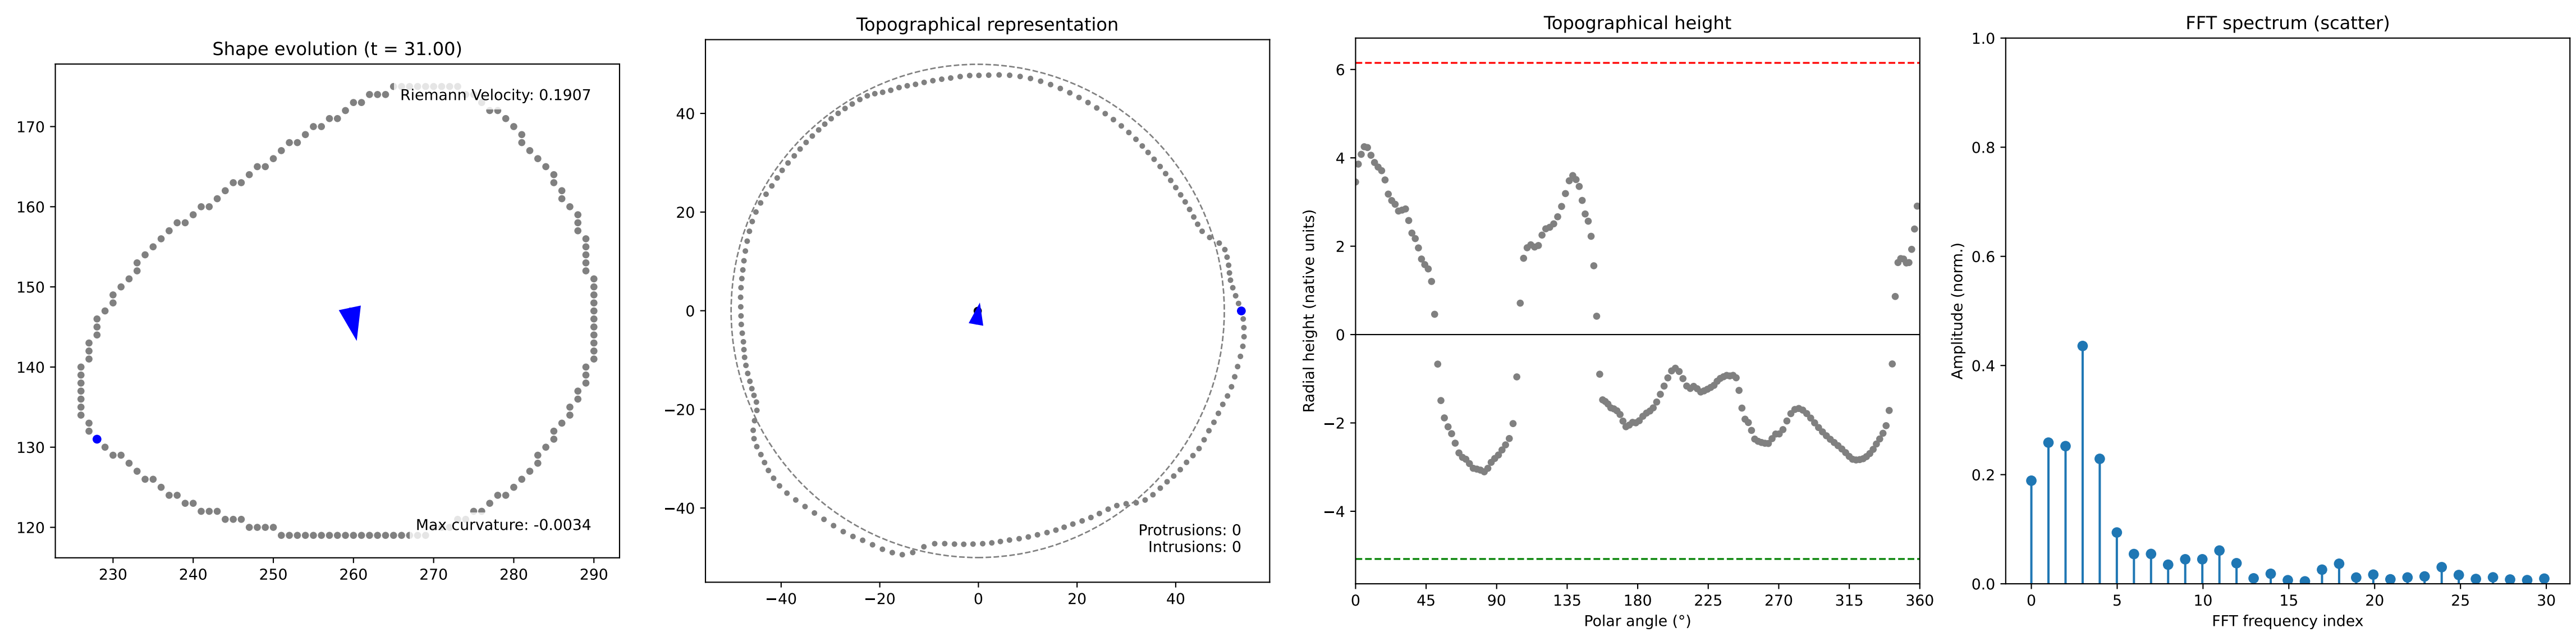 Shape evolution (t = 31.00)
Riemann Velocity: 0.1907
Max curvature: -0.0034
170
160
150
140
130
120
230 240 250 260 270 280 290
Topographical representation
40
20
0
−20
−40
−40 −20 0 20 40
Protrusions: 0
Intrusions: 0
Topographical height
Radial height (native units)
6
4
2
0
−2
−4
0 45 90 135 180 225 270 315 360
Polar angle (°)
FFT spectrum (scatter)
Amplitude (norm.)
1.0
0.8
0.6
0.4
0.2
0.0
0 5 10 15 20 25 30
FFT frequency index